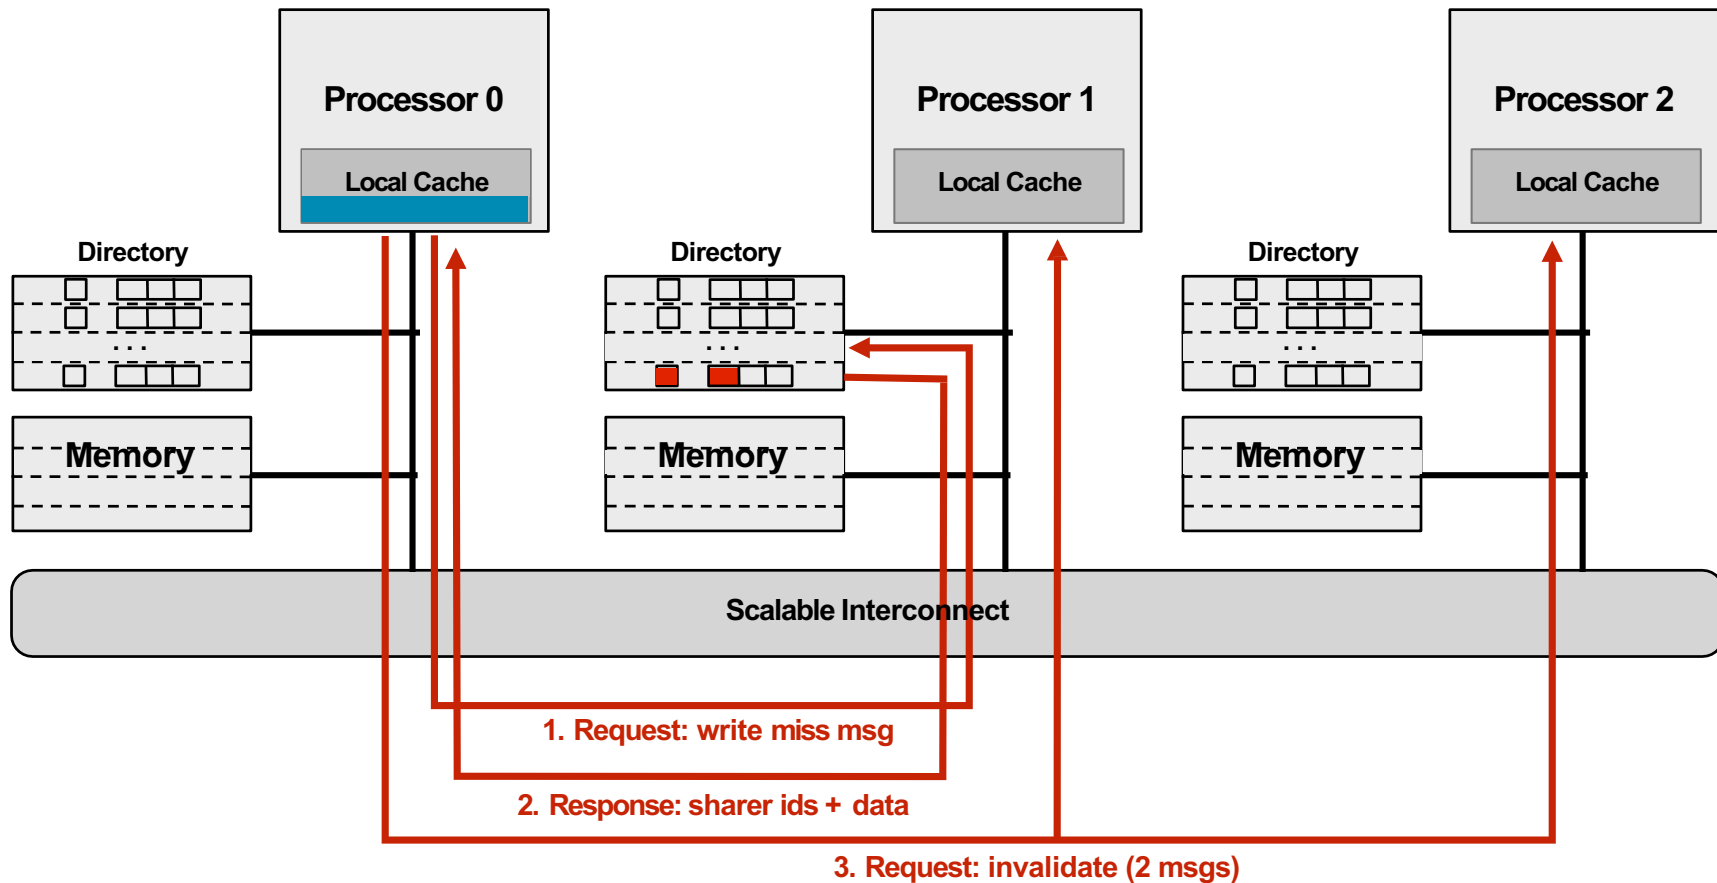 Processor 0
Processor 1
Processor 2
Local Cache
Local Cache
Local Cache
Directory
Directory
Directory
. . .
. . .
. . .
Memory
Memory
Memory
Scalable Interconnect
1. Request: write miss msg
2. Response: sharer ids + data
3. Request: invalidate (2 msgs)